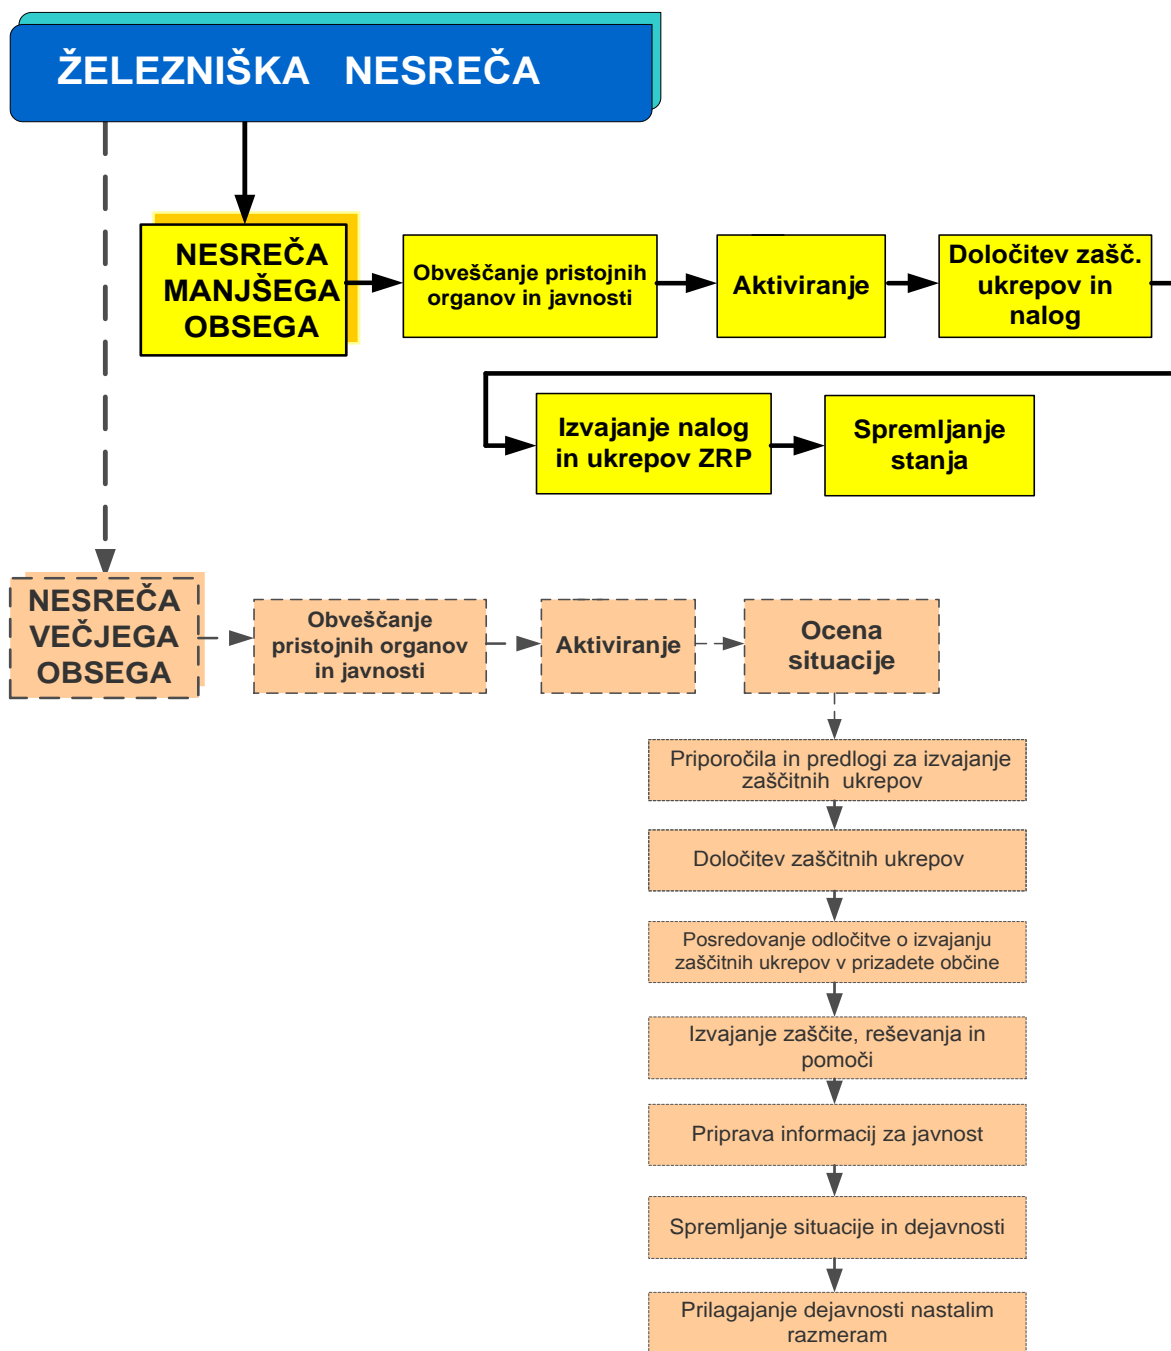 ŽELEZNIŠKA NESREČA
NESREČA
MANJŠEGA
OBSEGA
Obveščanje pristojnih
organov in javnosti
Aktiviranje
Določitev zašč.
ukrepov in
nalog
Izvajanje nalog
in ukrepov ZRP
Spremljanje
stanja
NESREČA
VEČJEGA
OBSEGA
Obveščanje
pristojnih organov
in javnosti
Aktiviranje
Ocena
situacije
Priporočila in predlogi za izvajanje
zaščitnih ukrepov
Določitev zaščitnih ukrepov
Posredovanje odločitve o izvajanju
zaščitnih ukrepov v prizadete občine
Izvajanje zaščite, reševanja in
pomoči
Priprava informacij za javnost
Spremljanje situacije in dejavnosti
Prilagajanje dejavnosti nastalim
razmeram